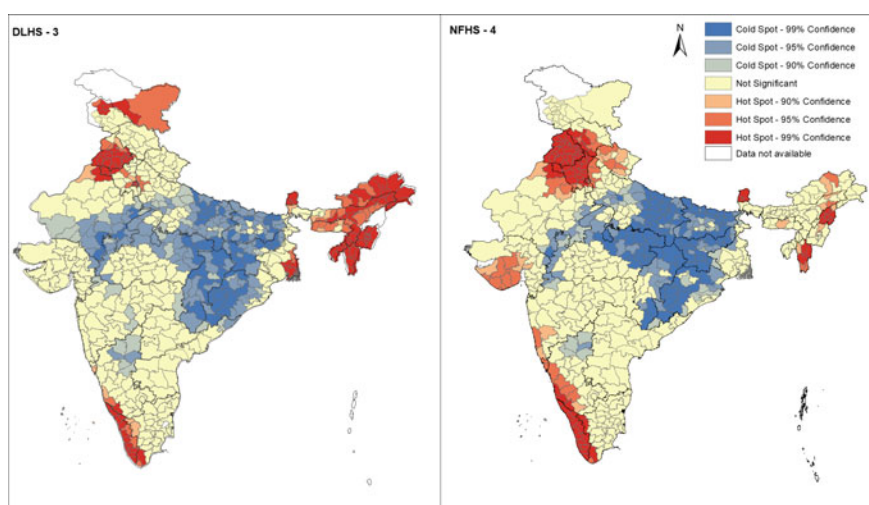 DLHS - 3
NFHS - 4
N
Cold Spot - 99% Confidence
Cold Spot - 95% Confidence
Cold Spot - 90% Confidence
Not Significant
Hot Spot - 90% Confidence
Hot Spot - 95% Confidence
Hot Spot - 99% Confidence
Data not available